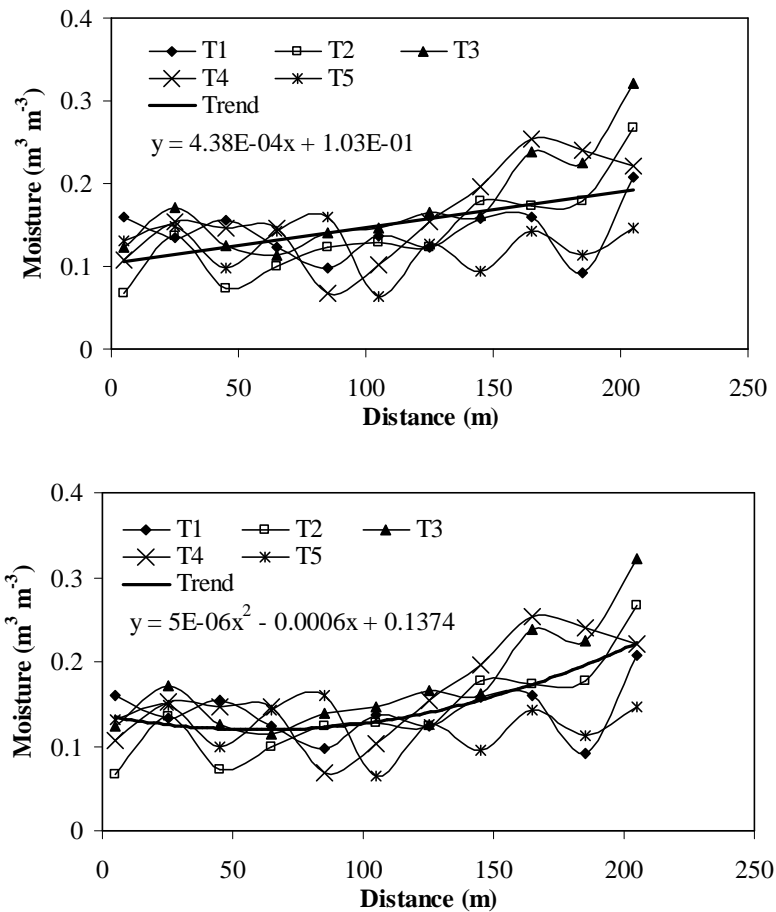 0.4
T1 T2 T3
0.3
T4 T5
Trend
y = 4.38E-04x + 1.03E-01
0.2
0.1
0
0 50 100 150 200 250
Moisture (m³ m⁻³)
Distance (m)
0.4
T1 T2 T3
T4 T5
0.3
Trend
y = 5E-06x² - 0.0006x + 0.1374
0.2
0.1
0
0 50 100 150 200 250
Moisture (m³ m⁻³)
Distance (m)